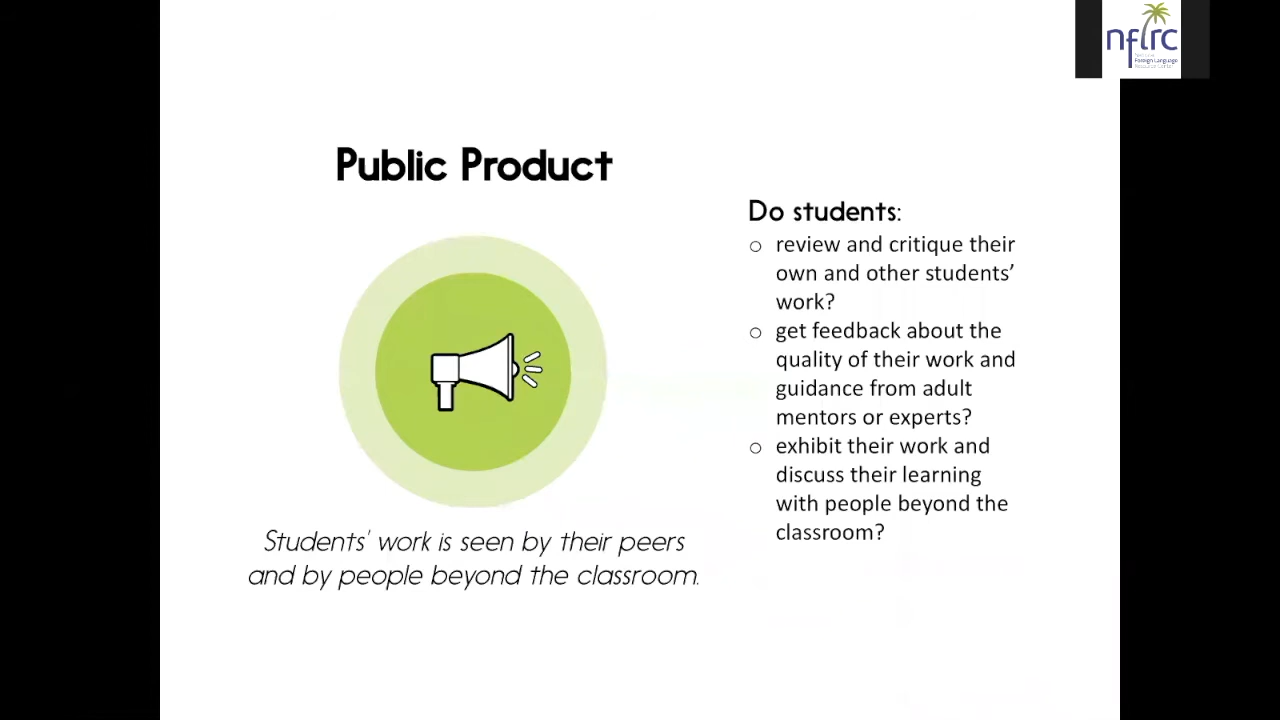 nflrc
Foreign Language
Public Product
Do students:
o review and critique their
own and other students’
work?
o get feedback about the
quality of their work and
guidance from adult
mentors or experts?
o exhibit their work and
discuss their learning
with people beyond the
classroom?
Students' work is seen by their peers
and by people beyond the classroom.